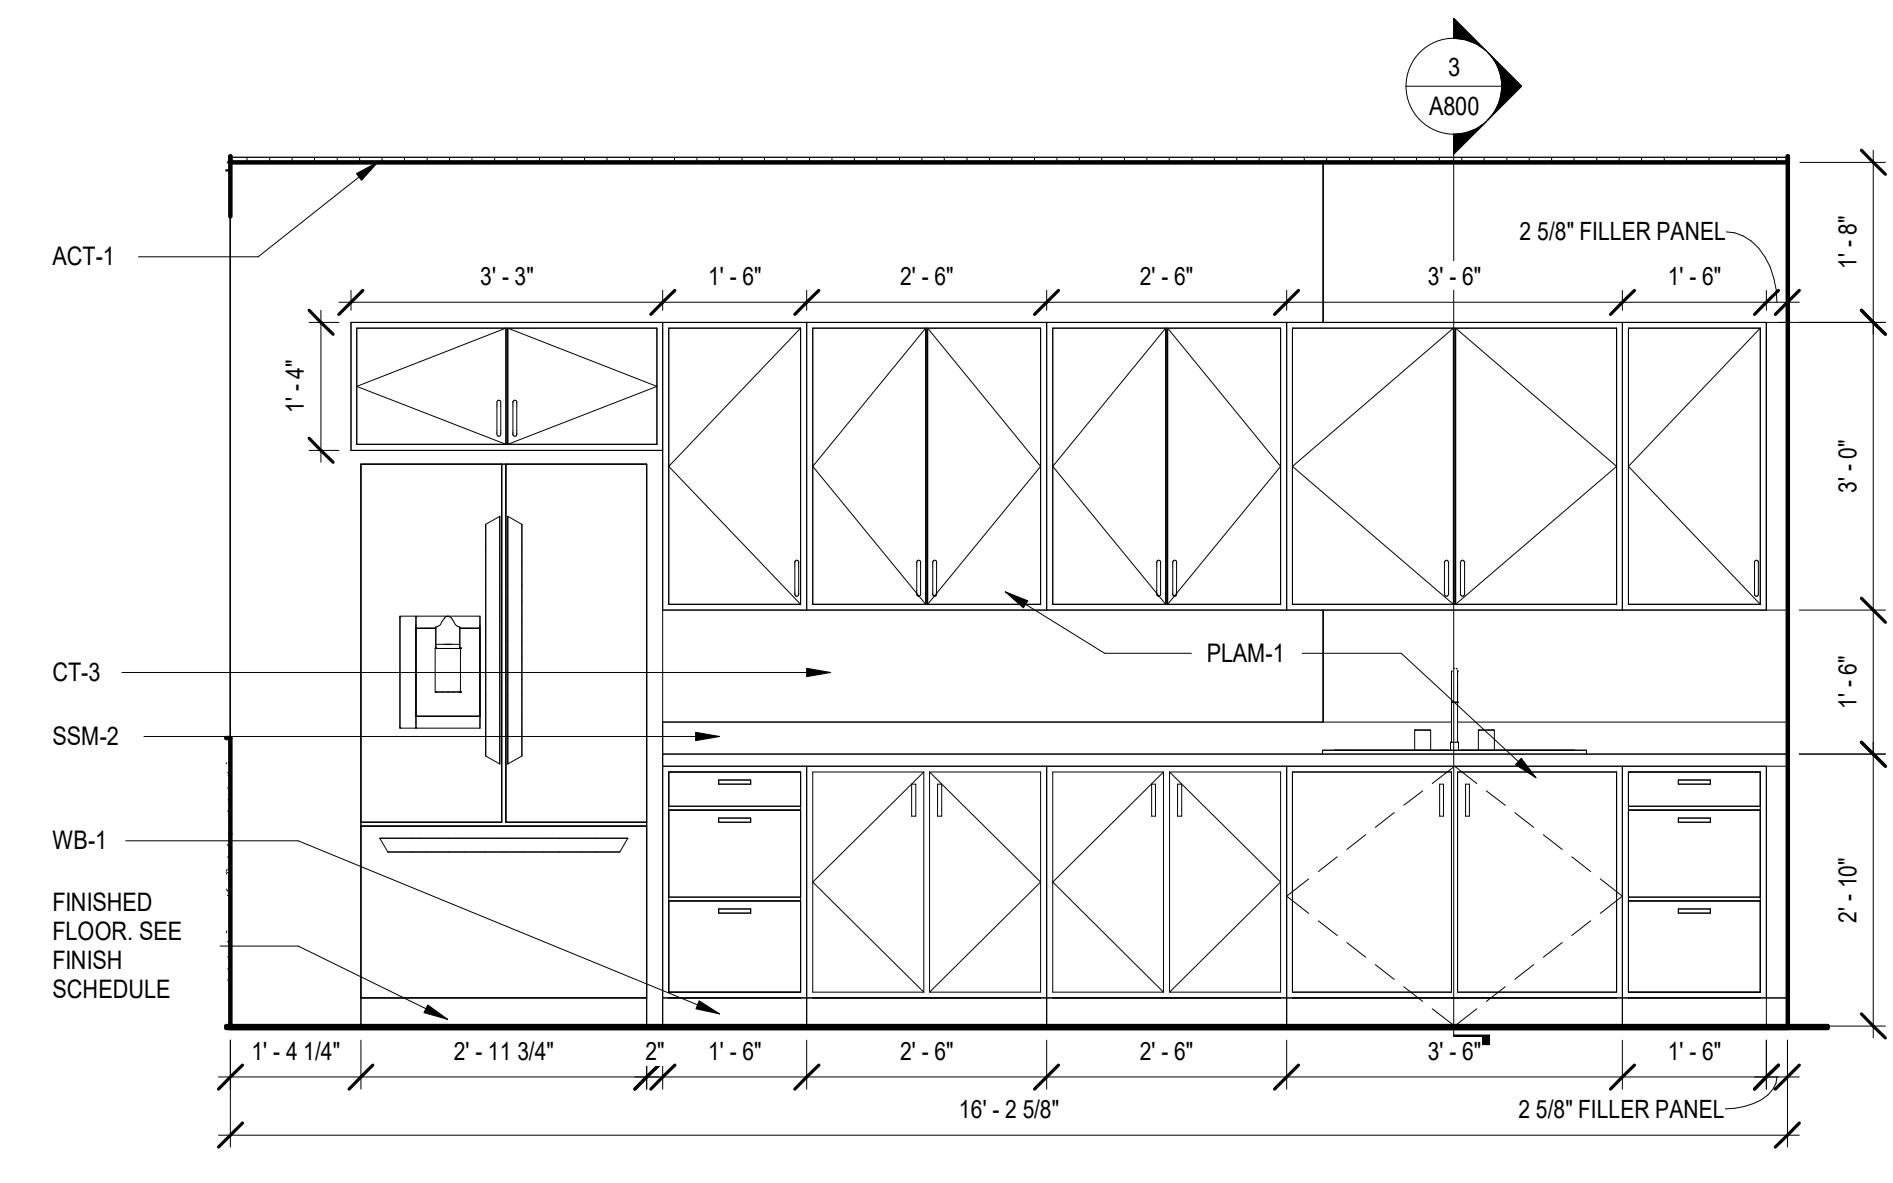 3
A800
2 5/8" FILLER PANEL
1' - 8"
ACT-1
3' - 3"
1' - 6"
2' - 6"
2' - 6"
3' - 6"
1' - 6"
1' - 4"
3' - 0"
PLAM-1
CT-3
1' - 6"
SSM-2
WB-1
2' - 10"
FINISHED
FLOOR. SEE
FINISH
SCHEDULE
1' - 4 1/4"
2' - 11 3/4"
2"
1' - 6"
2' - 6"
2' - 6"
3' - 6"
1' - 6"
16' - 2 5/8"
2 5/8" FILLER PANEL